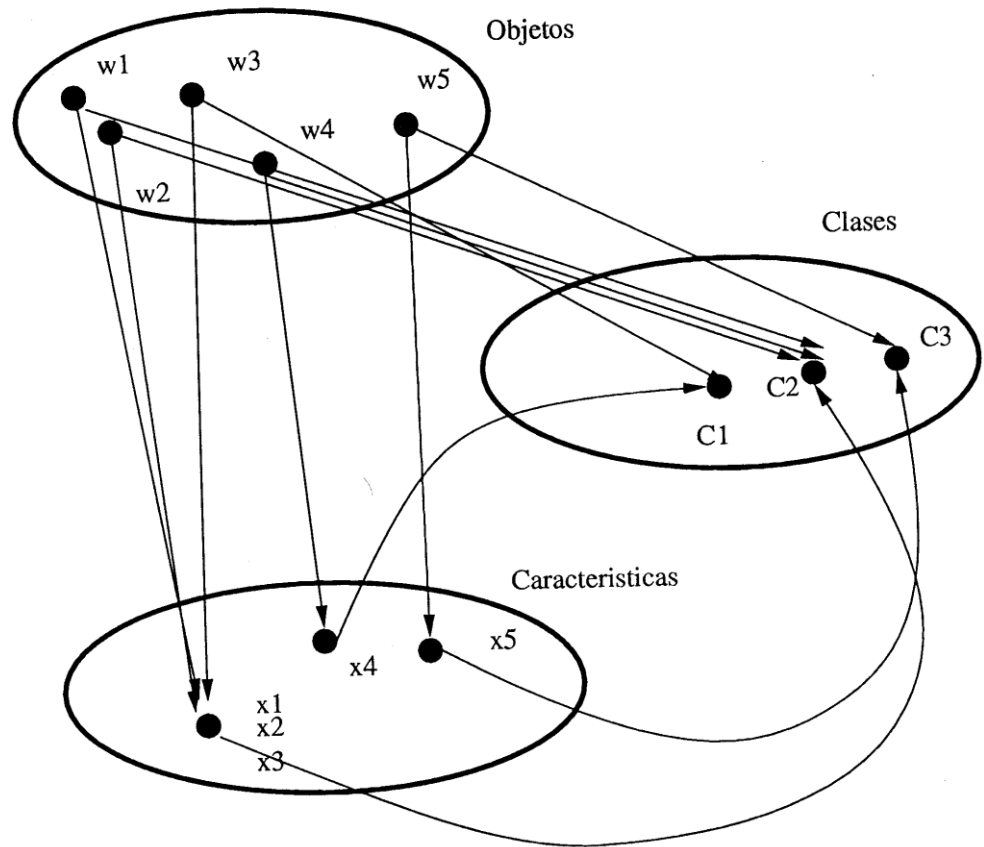 Objetos
w1
w3
w5
w4
w2
Clases
C3
C2
C1
Caracteristicas
x5
x4
x1
x2
x3